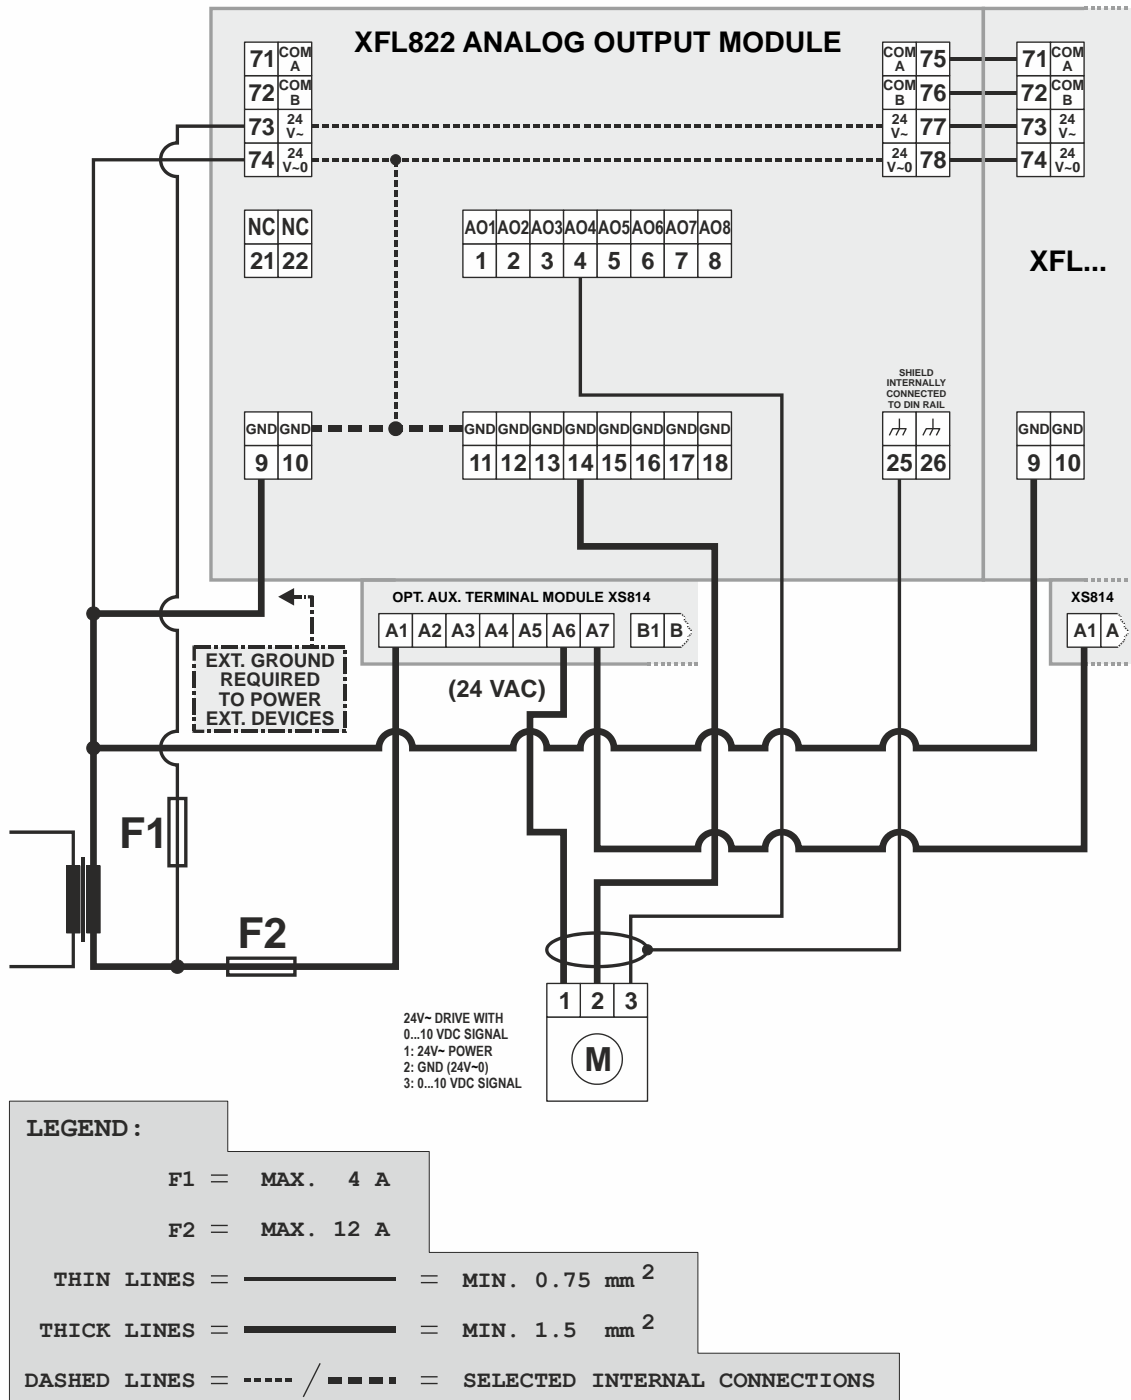 XFL822 ANALOG OUTPUT MODULE
71 COM A
72 COM B
73 24 V~
74 24 V~0
COM A 75
COM B 76
24 V~ 77
24 V~0 78
71 COM A
72 COM B
73 24 V~
74 24 V~0
NC NC
21 22
AO1 AO2 AO3 AO4 AO5 AO6 AO7 AO8
1 2 3 4 5 6 7 8
XFL...
SHIELD
INTERNALLY
CONNECTED
TO DIN RAIL
GND GND
9 10
GND GND GND GND GND GND GND GND
11 12 13 14 15 16 17 18
25 26
GND GND
9 10
OPT. AUX. TERMINAL MODULE XS814
A1 A2 A3 A4 A5 A6 A7 B1 B
XS814
A1 A
(24 VAC)
EXT. GROUND
REQUIRED
TO POWER
EXT. DEVICES
F1
F2
1 2 3
M
24V~ DRIVE WITH
0...10 VDC SIGNAL
1: 24V~ POWER
2: GND (24V~0)
3: 0...10 VDC SIGNAL
LEGEND:
F1 = MAX. 4 A
F2 = MAX. 12 A
THIN LINES = = MIN. 0.75 mm 2
THICK LINES = = MIN. 1.5 mm 2
DASHED LINES = / = SELECTED INTERNAL CONNECTIONS